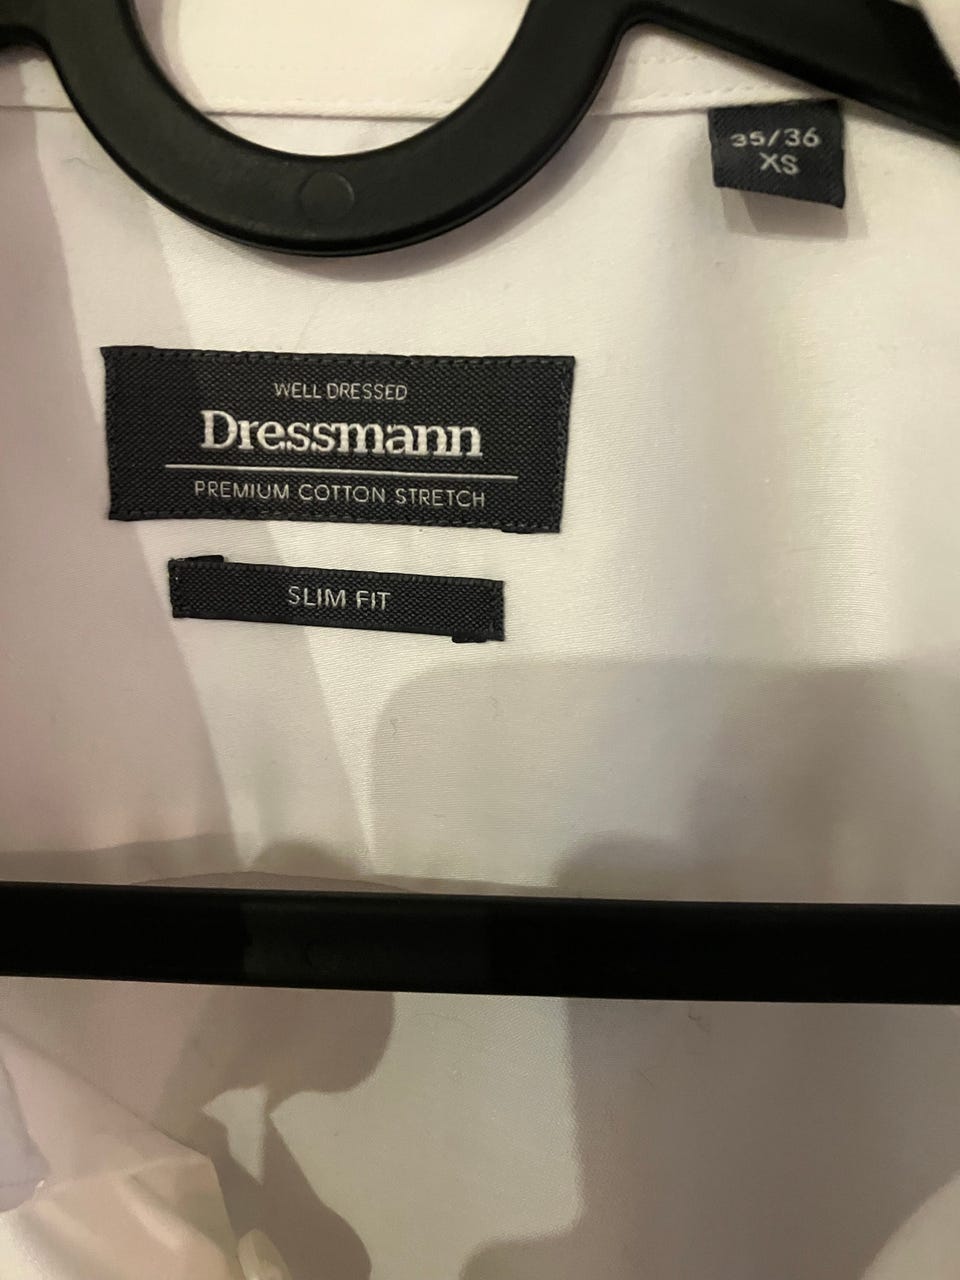 35/36
XS
WELL DRESSED
Dressmann
PREMIUM COTTON STRETCH
SLIM FIT